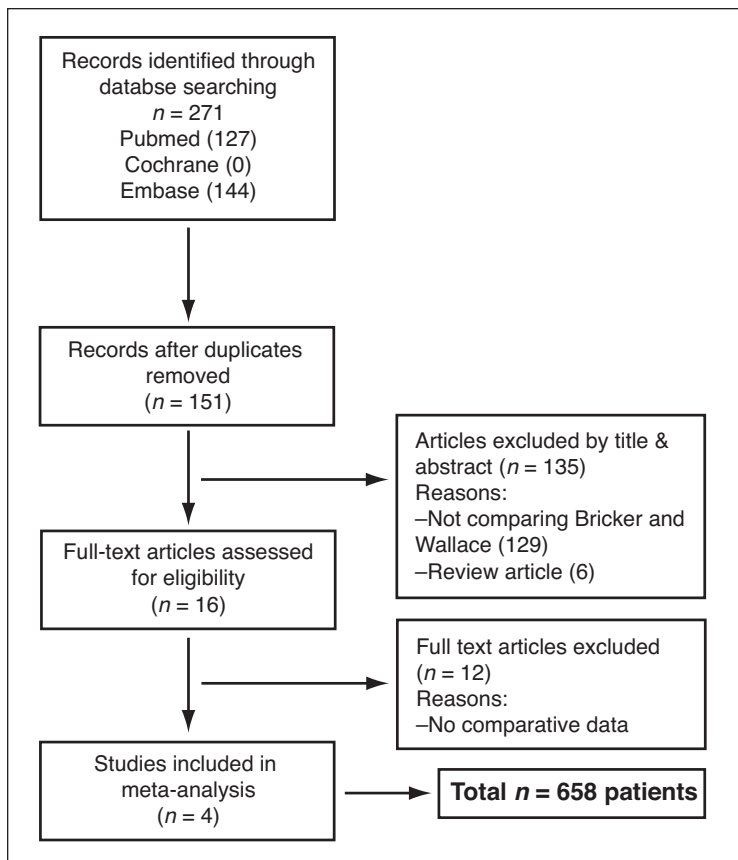 Records identified through
databse searching
n = 271
Pubmed (127)
Cochrane (0)
Embase (144)
Records after duplicates
removed
(n = 151)
Articles excluded by title &
abstract (n = 135)
Reasons:
–Not comparing Bricker and
Wallace (129)
–Review article (6)
Full-text articles assessed
for eligibility
(n = 16)
Full text articles excluded
(n = 12)
Reasons:
–No comparative data
Studies included in
meta-analysis
(n = 4)
Total n = 658 patients